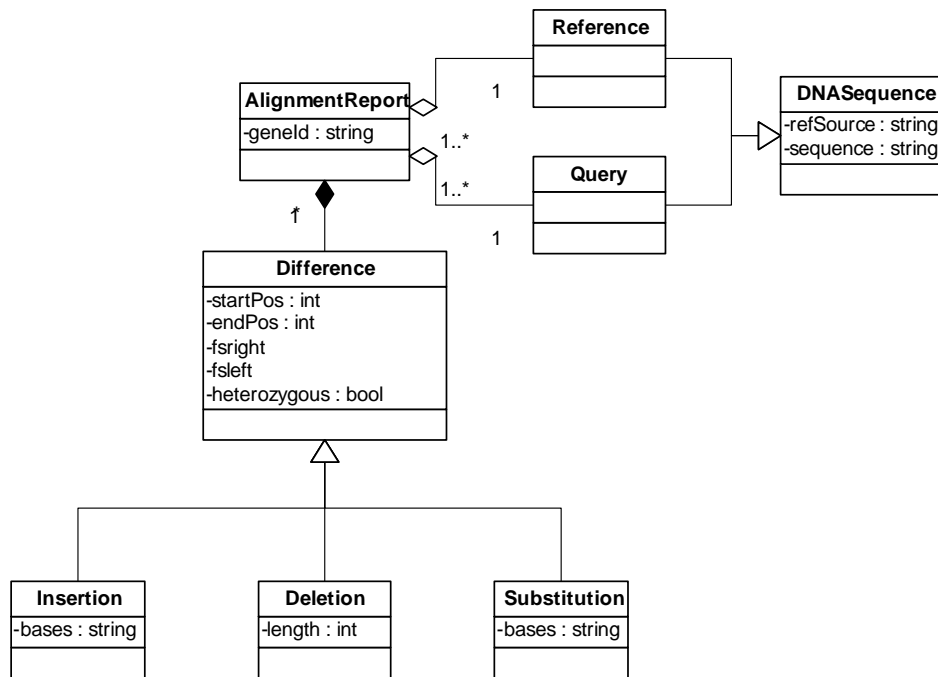 Reference
AlignmentReport
-geneId : string
1
1..*
DNASequence
-refSource : string
-sequence : string
Query
1..*
1
1
*
Difference
-startPos : int
-endPos : int
-fsright
-fsleft
-heterozygous : bool
Insertion
-bases : string
Deletion
-length : int
Substitution
-bases : string